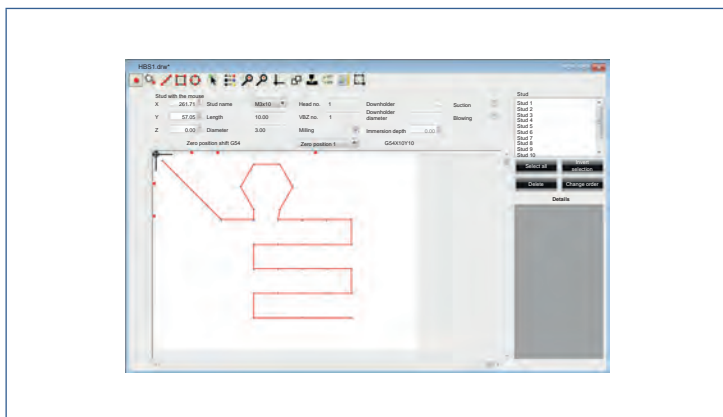 HBS1.drw*
Stud with the mouse
X 261.71 Stud name M3x10 Head no. 1 Downholder Suction
Y 57.05 Length 10.00 VBZ no. 1 Downholder diameter Blowing
Z 0.00 Diameter 3.00 Milling Immersion depth 0.00
Zero position shift G54 Zero position 1 G54X10Y10
Stud
Stud 1
Stud 2
Stud 3
Stud 4
Stud 5
Stud 6
Stud 7
Stud 8
Stud 9
Stud 10
Select all
Invert selection
Delete
Change order
Details